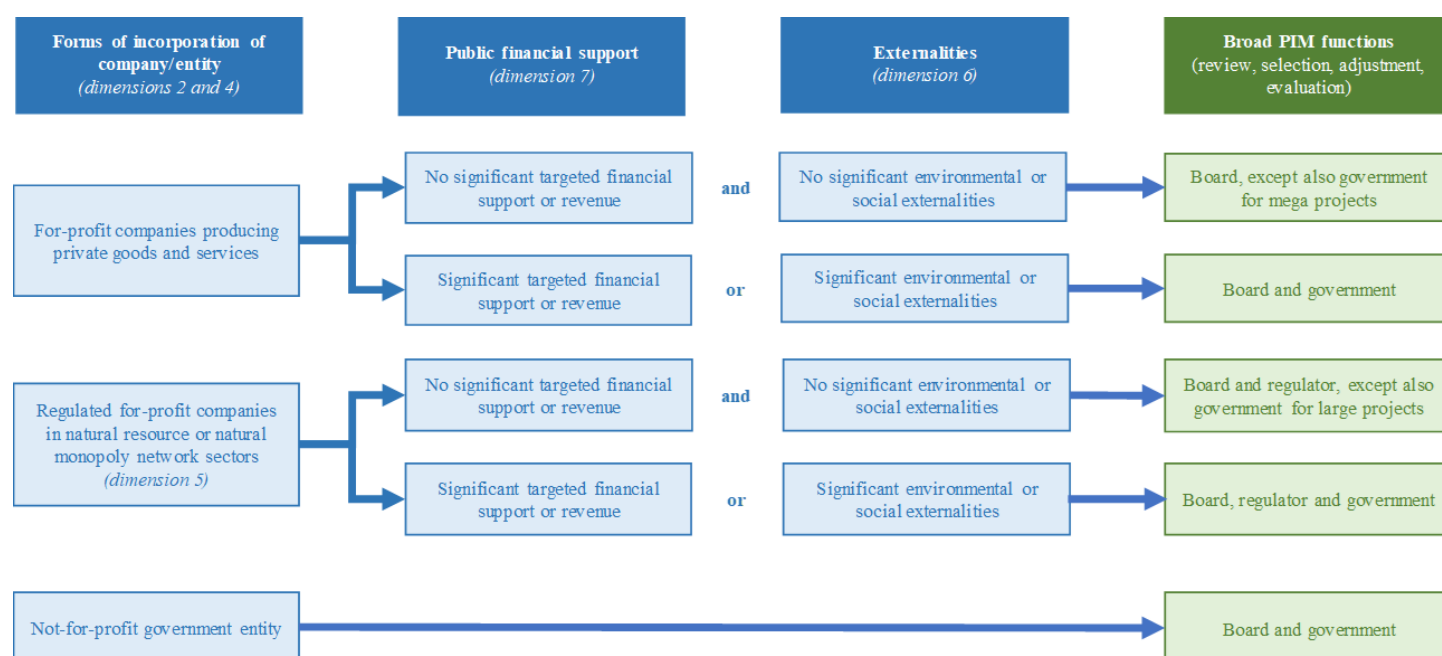 Forms of incorporation of
company/entity
(dimensions 2 and 4)
Public financial support
(dimension 7)
Externalities
(dimension 6)
Broad PIM functions
(review, selection, adjustment,
evaluation)
For-profit companies producing
private goods and services
No significant targeted financial
support or revenue
and
No significant environmental or
social externalities
Board, except also government
for mega projects
Significant targeted financial
support or revenue
or
Significant environmental or
social externalities
Board and government
Regulated for-profit companies
in natural resource or natural
monopoly network sectors
(dimension 5)
No significant targeted financial
support or revenue
and
No significant environmental or
social externalities
Board and regulator, except also
government for large projects
Significant targeted financial
support or revenue
or
Significant environmental or
social externalities
Board, regulator and government
Not-for-profit government entity
Board and government